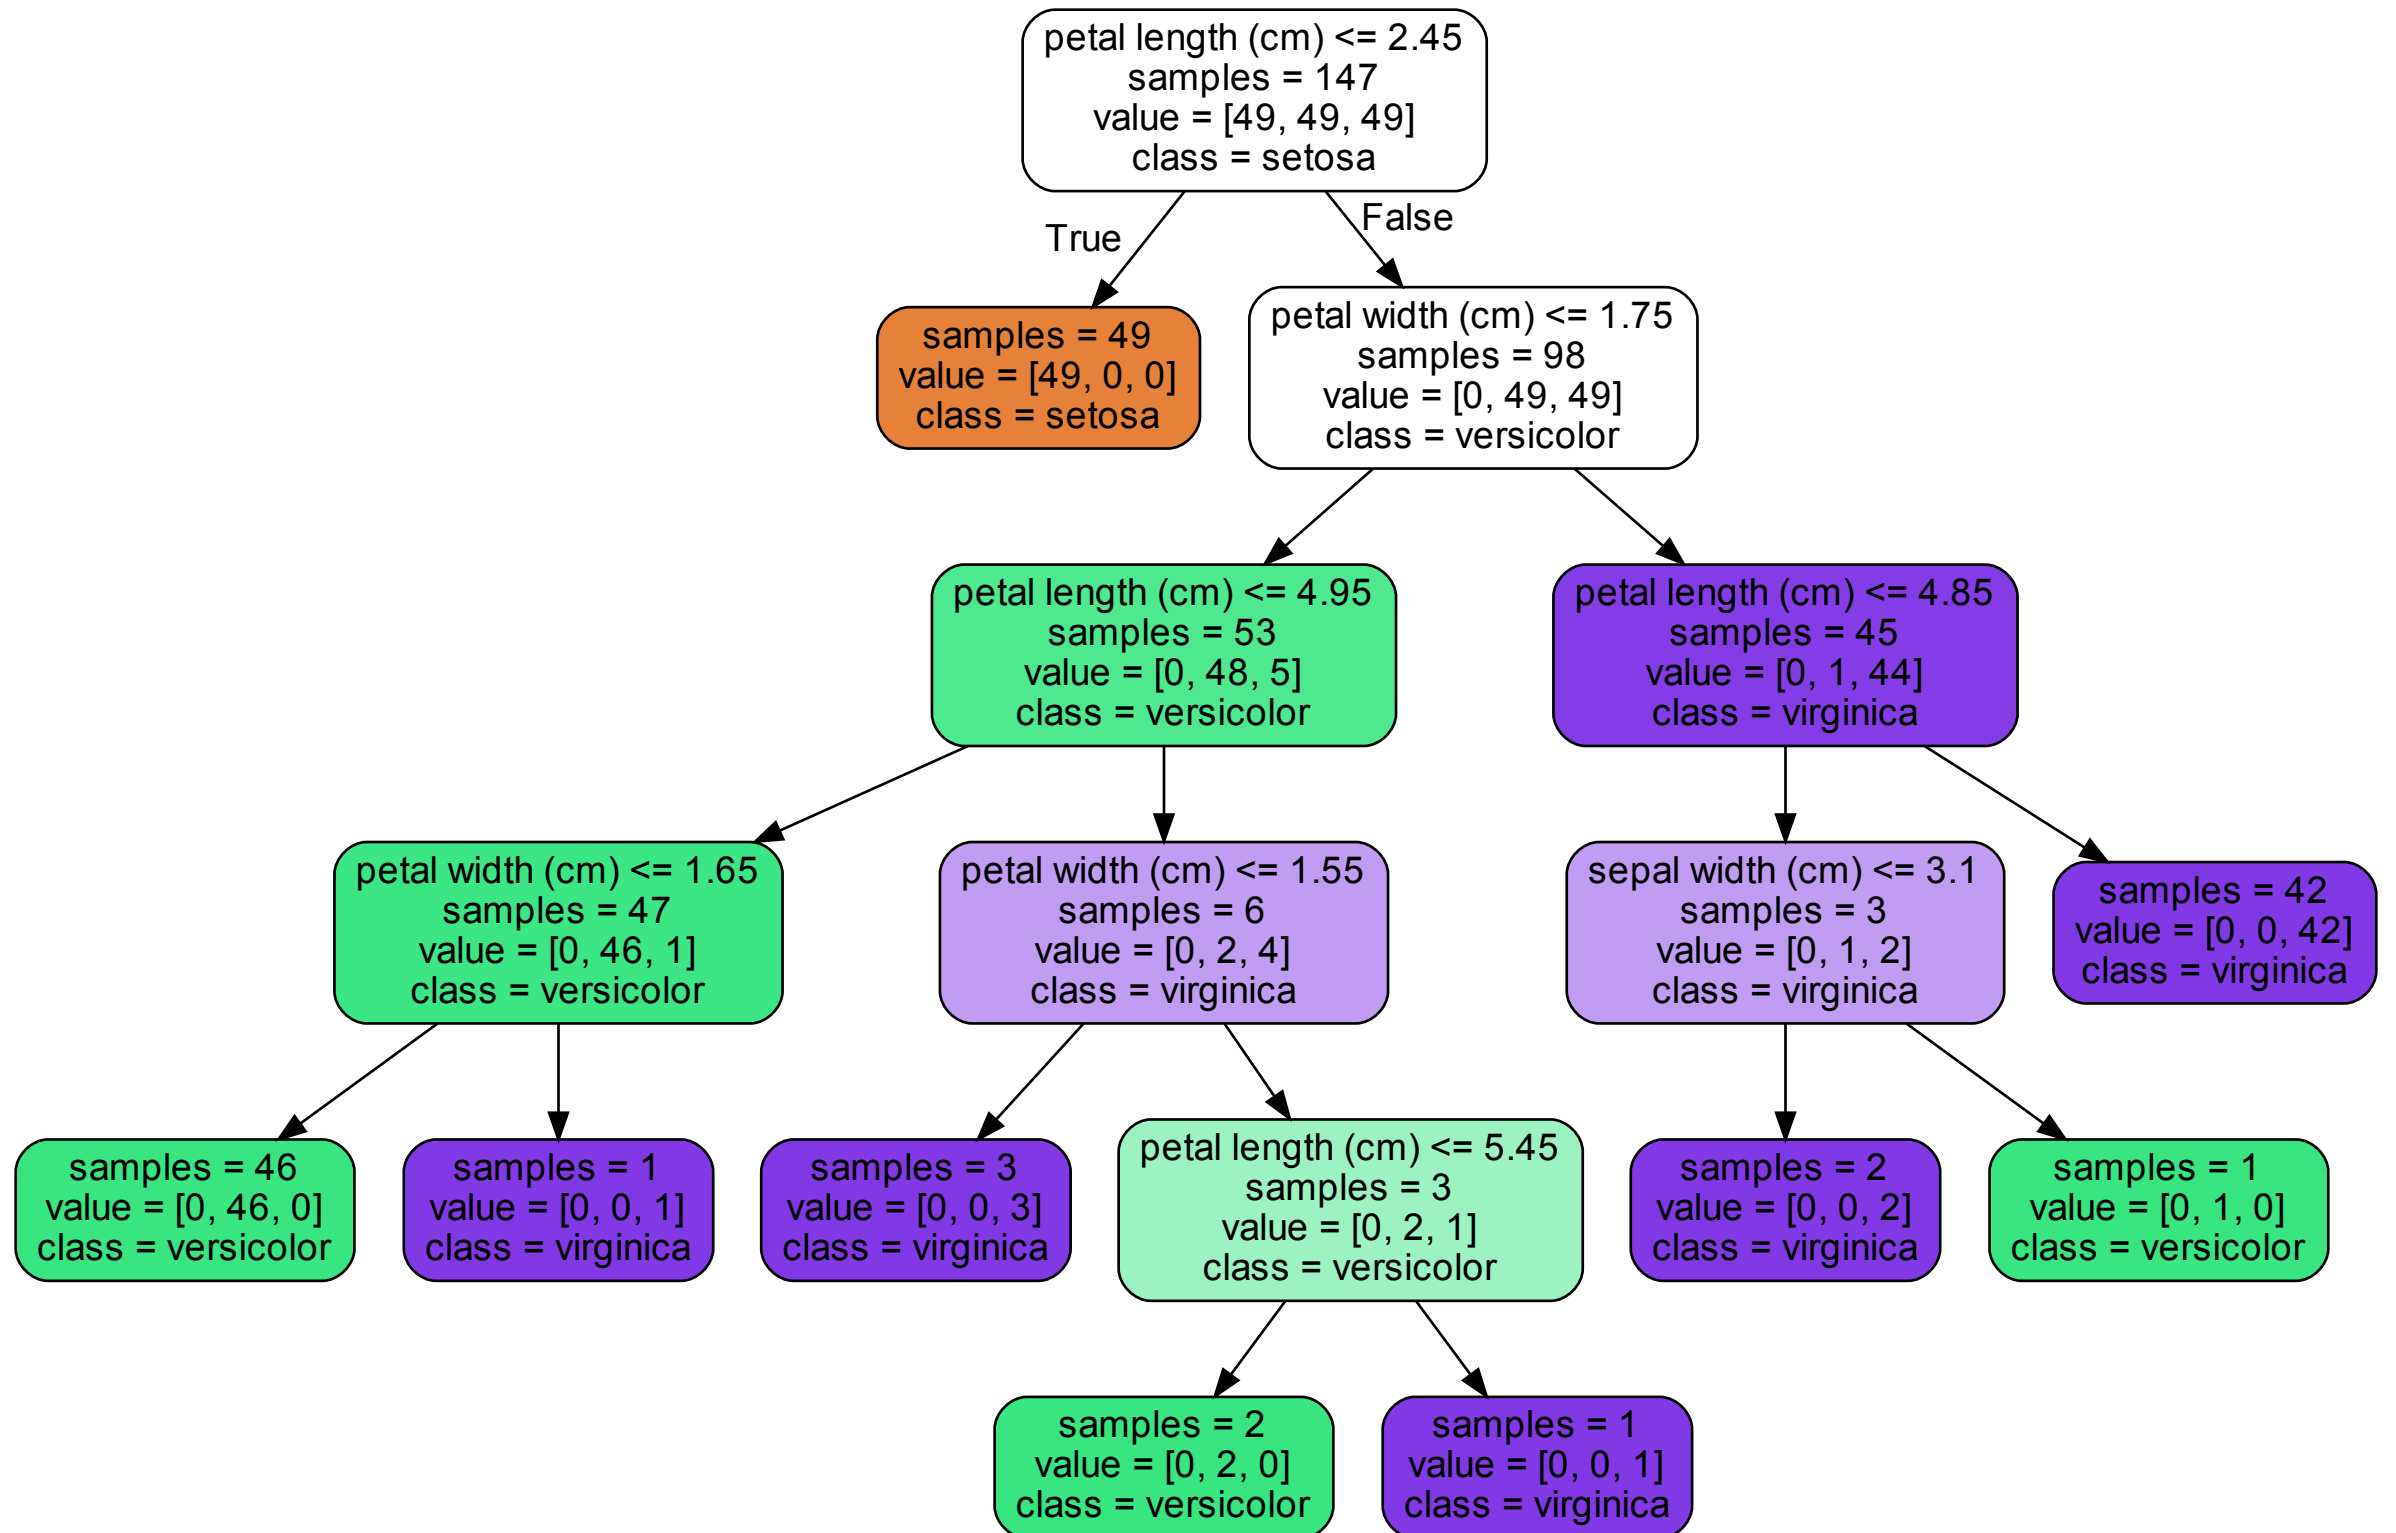 petal length (cm) <= 2.45
samples = 147
value = [49, 49, 49]
class = setosa
True
False
samples = 49
value = [49, 0, 0]
class = setosa
petal width (cm) <= 1.75
samples = 98
value = [0, 49, 49]
class = versicolor
petal length (cm) <= 4.95
samples = 53
value = [0, 48, 5]
class = versicolor
petal length (cm) <= 4.85
samples = 45
value = [0, 1, 44]
class = virginica
petal width (cm) <= 1.65
samples = 47
value = [0, 46, 1]
class = versicolor
petal width (cm) <= 1.55
samples = 6
value = [0, 2, 4]
class = virginica
sepal width (cm) <= 3.1
samples = 3
value = [0, 1, 2]
class = virginica
samples = 42
value = [0, 0, 42]
class = virginica
samples = 46
value = [0, 46, 0]
class = versicolor
samples = 1
value = [0, 0, 1]
class = virginica
samples = 3
value = [0, 0, 3]
class = virginica
petal length (cm) <= 5.45
samples = 3
value = [0, 2, 1]
class = versicolor
samples = 2
value = [0, 0, 2]
class = virginica
samples = 1
value = [0, 1, 0]
class = versicolor
samples = 2
value = [0, 2, 0]
class = versicolor
samples = 1
value = [0, 0, 1]
class = virginica